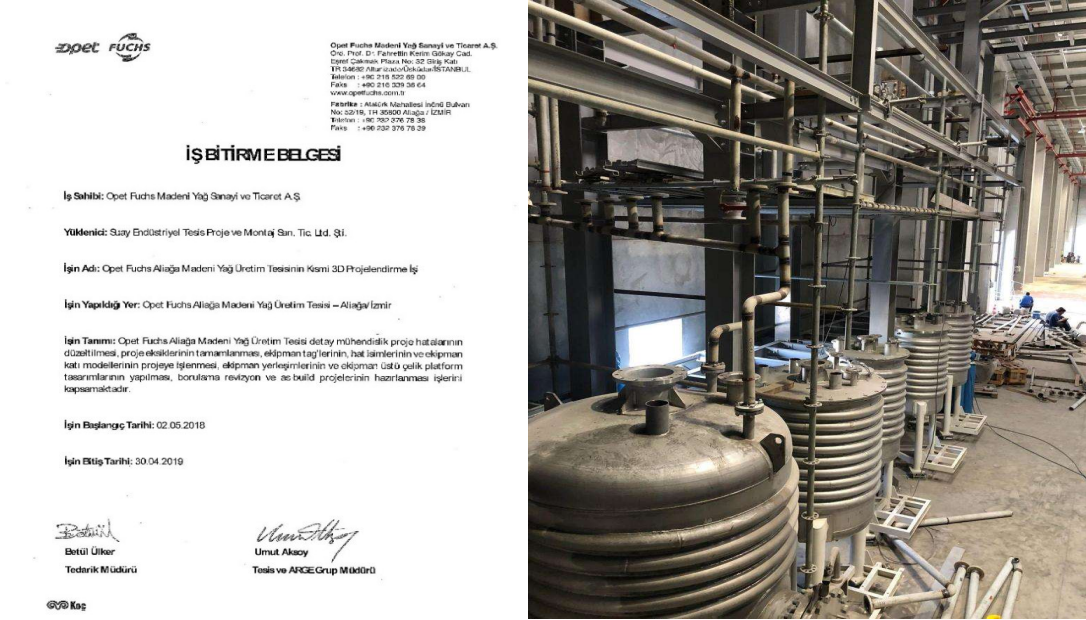 opet FUCHS
Opet Fuchs Madeni Yağ Sanayi ve Ticaret A.Ş.
Ord. Prof. Dr. Fahrettin Kerim Gökay Cad.
Eşref Çakmak Plaza No: 32 Giriş Katı
TR 34662 Altunizade/Üsküdar/İSTANBUL
Telefon : +90 216 522 69 00
Faks : +90 216 339 36 64
www.opetfuchs.com.tr
Fabrika : Atatürk Mahallesi İnönü Bulvarı
No: 52/19, TR 35800 Aliağa / İZMİR
Telefon : +90 232 376 78 38
Faks : +90 232 376 78 39
İŞ BİTİRME BELGESİ
İş Sahibi: Opet Fuchs Madeni Yağ Sanayi ve Ticaret A.Ş.
Yüklenici: Suay Endüstriyel Tesis Proje ve Montaj San. Tic. Ltd. Şti.
İşin Adı: Opet Fuchs Aliağa Madeni Yağ Üretim Tesisinin Kısmi 3D Projelendirme İşi
İşin Yapıldığı Yer: Opet Fuchs Aliağa Madeni Yağ Üretim Tesisi – Aliağa/İzmir
İşin Tanımı: Opet Fuchs Aliağa Madeni Yağ Üretim Tesisi detay mühendislik proje hatalarının
düzeltilmesi, proje eksiklerinin tamamlanması, ekipman tag'lerinin, hat isimlerinin ve ekipman
katı modellerinin projeye işlenmesi, ekipman yerleşimlerinin ve ekipman üstü çelik platform
tasarımlarının yapılması, borulama revizyon ve as build projelerinin hazırlanması işlerini
kapsamaktadır.
İşin Başlangıç Tarihi: 02.05.2018
İşin Bitiş Tarihi: 30.04.2019
Betül Ülker
Tedarik Müdürü
Umut Aksoy
Tesis ve ARGE Grup Müdürü
Koç